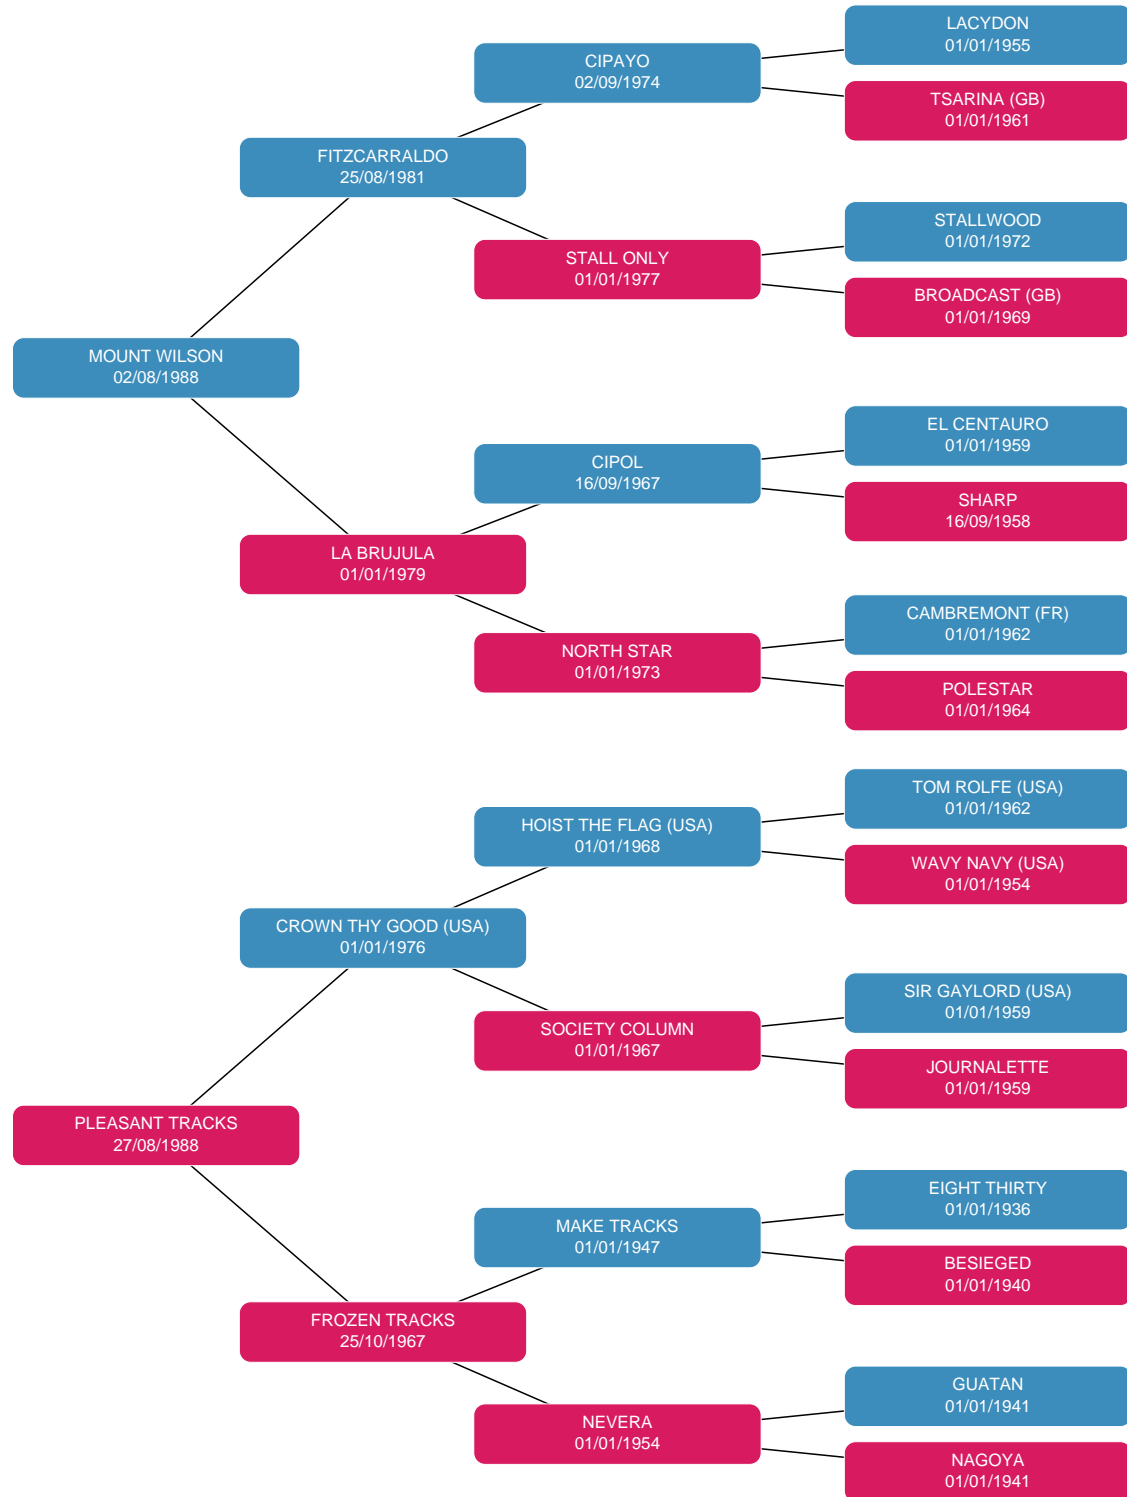 LACYDON
01/01/1955
CIPAYO
02/09/1974
TSARINA (GB)
01/01/1961
FITZCARRALDO
25/08/1981
STALLWOOD
01/01/1972
STALL ONLY
01/01/1977
BROADCAST (GB)
01/01/1969
MOUNT WILSON
02/08/1988
EL CENTAURO
01/01/1959
CIPOL
16/09/1967
SHARP
16/09/1958
LA BRUJULA
01/01/1979
CAMBREMONT (FR)
01/01/1962
NORTH STAR
01/01/1973
POLESTAR
01/01/1964
TOM ROLFE (USA)
01/01/1962
HOIST THE FLAG (USA)
01/01/1968
WAVY NAVY (USA)
01/01/1954
CROWN THY GOOD (USA)
01/01/1976
SIR GAYLORD (USA)
01/01/1959
SOCIETY COLUMN
01/01/1967
JOURNALETTE
01/01/1959
PLEASANT TRACKS
27/08/1988
EIGHT THIRTY
01/01/1936
MAKE TRACKS
01/01/1947
BESIEGED
01/01/1940
FROZEN TRACKS
25/10/1967
GUATAN
01/01/1941
NEVERA
01/01/1954
NAGOYA
01/01/1941